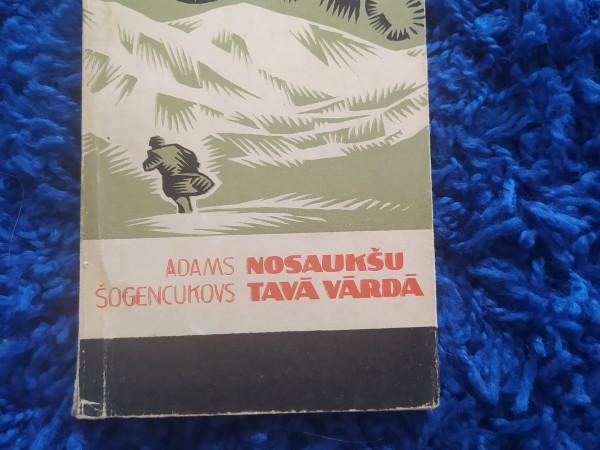 ADAMS NOSAUKŠU
ŠOGENCUKOVS TAVĀ VĀRDĀ